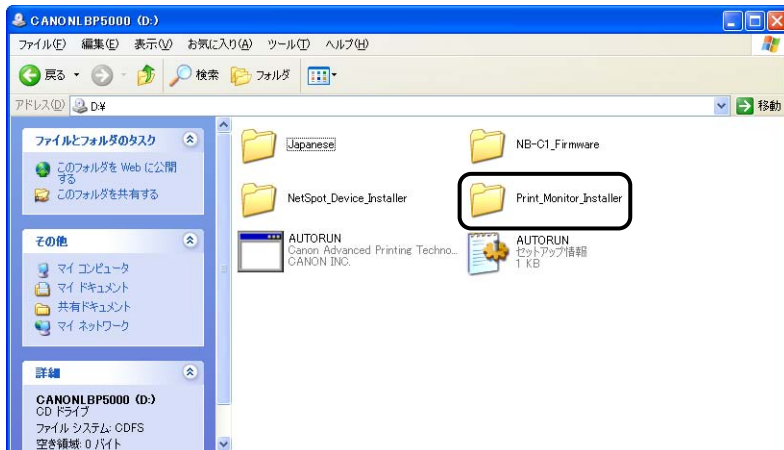 CANONLBP5000 (D:)
ファイル(F) 編集(E) 表示(V) お気に入り(A) ツール(T) ヘルプ(H)
戻る 検索 フォルダ
アドレス(D) D:¥ 移動
ファイルとフォルダのタスク
このフォルダを Web に公開
する
このフォルダを共有する
その他
マイ コンピュータ
マイ ドキュメント
共有ドキュメント
マイ ネットワーク
詳細
CANONLBP5000 (D:)
CD ドライブ
ファイル システム: CDFS
空き領域: 0 バイト
Japanese
NB-C1_Firmware
NetSpot_Device_Installer
Print_Monitor_Installer
AUTORUN
Canon Advanced Printing Techno...
CANON INC.
AUTORUN
セットアップ情報
1 KB